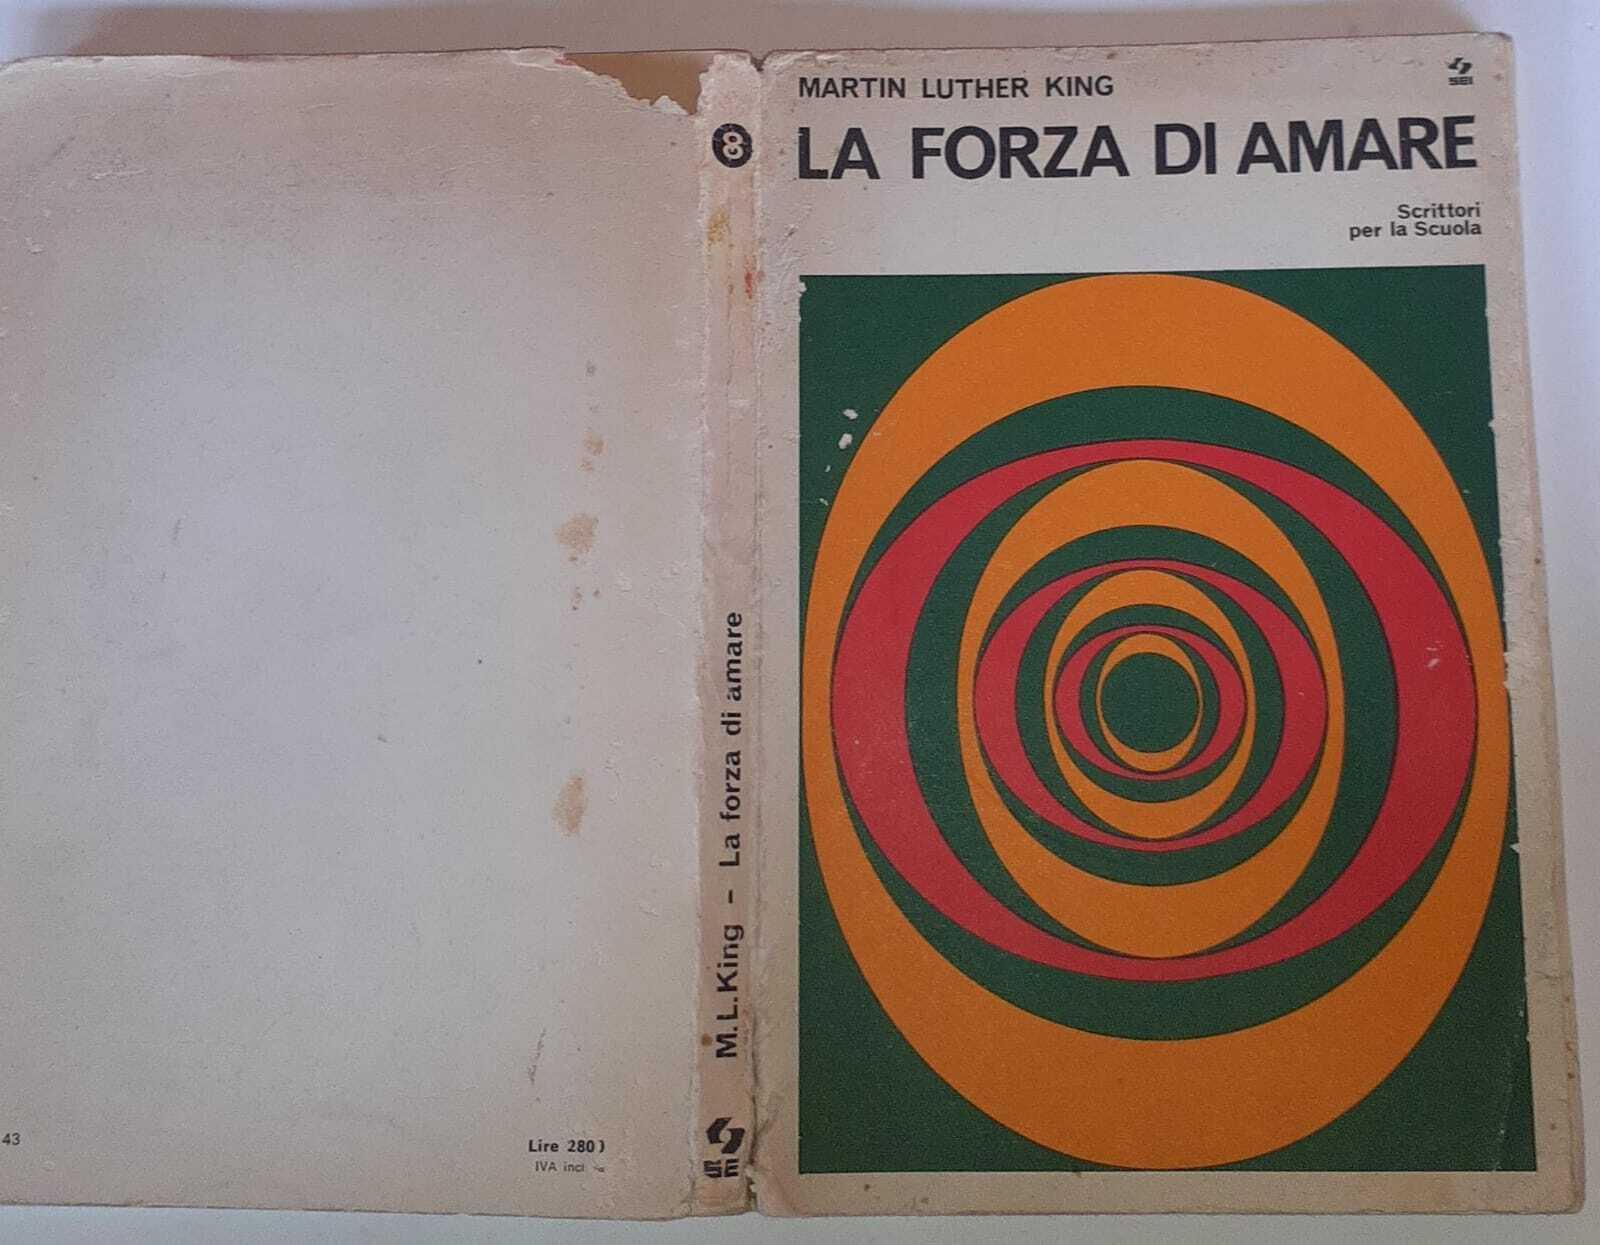 MARTIN LUTHER KING
SEI
LA FORZA DI AMARE
Scrittori
per la Scuola
8
M.L.King - La forza di amare
SEI
43
Lire 280)
IVA incl